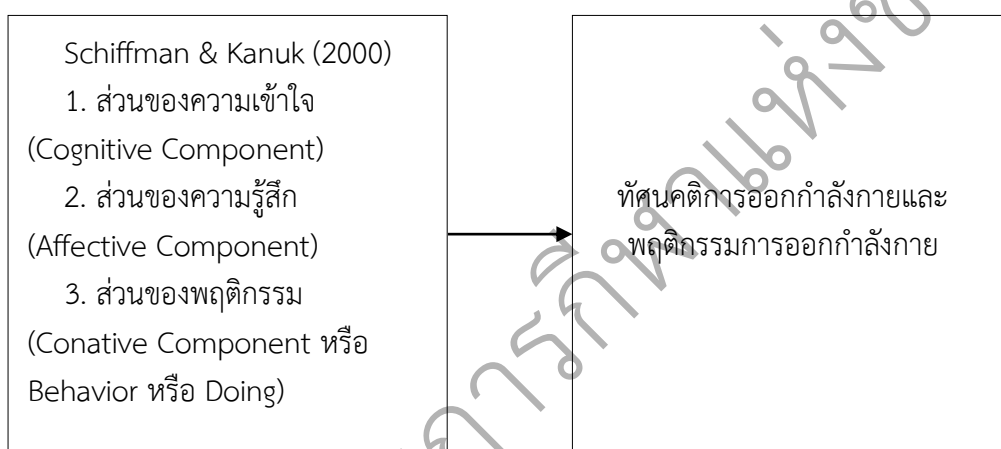 Schiffman & Kanuk (2000)
1. ส่วนของความเข้าใจ
(Cognitive Component)
2. ส่วนของความรู้สึก
(Affective Component)
3. ส่วนของพฤติกรรม
(Conative Component หรือ
Behavior หรือ Doing)
ทัศนคติการออกกำลังกายและ
พฤติกรรมการออกกำลังกาย